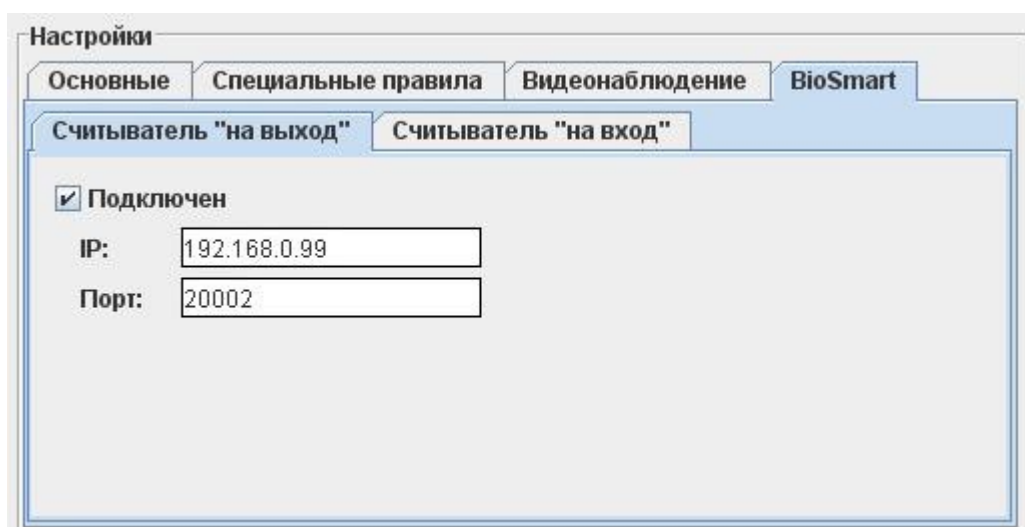 Настройки
Основные Специальные правила Видеонаблюдение BioSmart
Считыватель "на выход" Считыватель "на вход"
Подключен
IP: 192.168.0.99
Порт: 20002